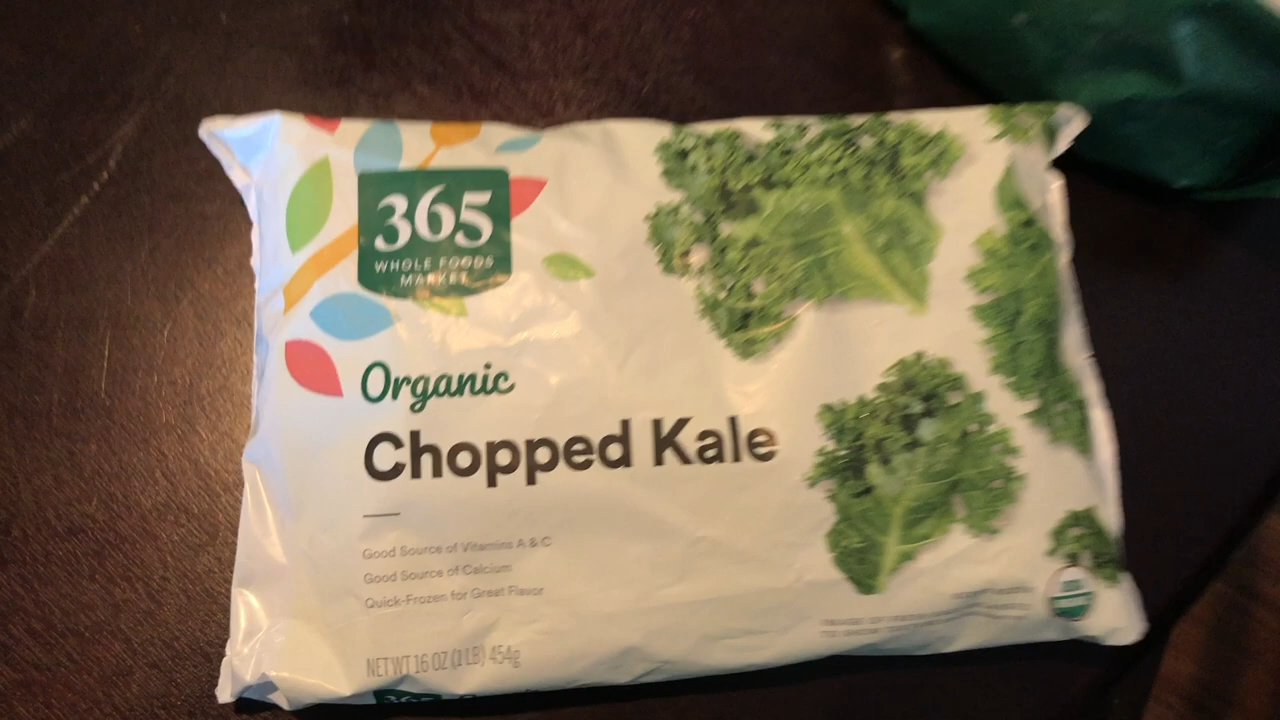 365
WHOLE FOODS
MARKET
Organic
Chopped Kale
Good Source of Vitamins A & C
Good Source of Calcium
Quick-Frozen for Great Flavor
NET WT 16 OZ (1 LB) 454g
365